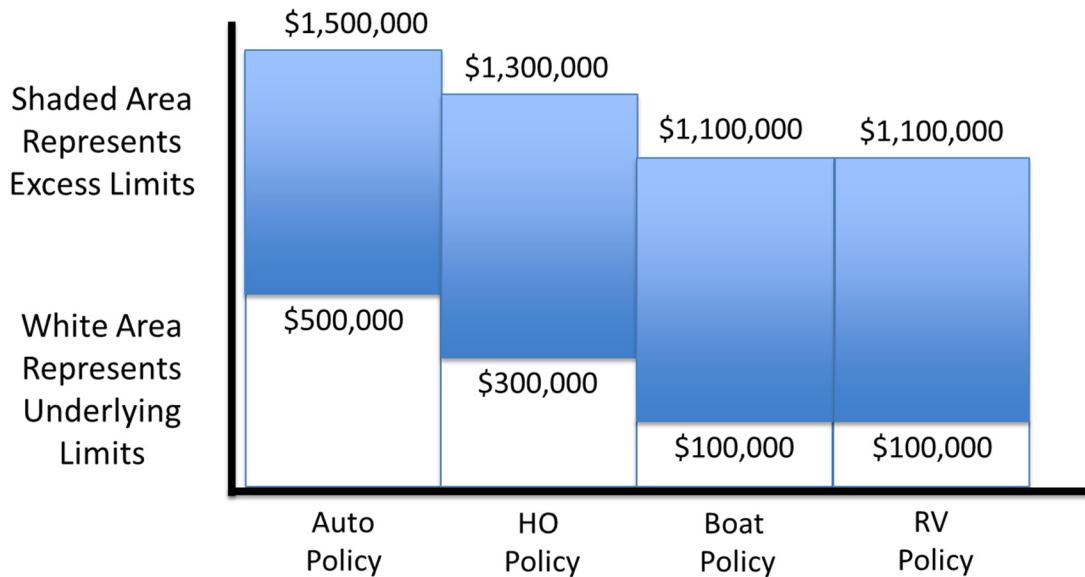 $1,500,000
$1,300,000
$1,100,000
$1,100,000
Shaded Area
Represents
Excess Limits
White Area
Represents
Underlying
Limits
$500,000
$300,000
$100,000
$100,000
Auto
Policy
HO
Policy
Boat
Policy
RV
Policy